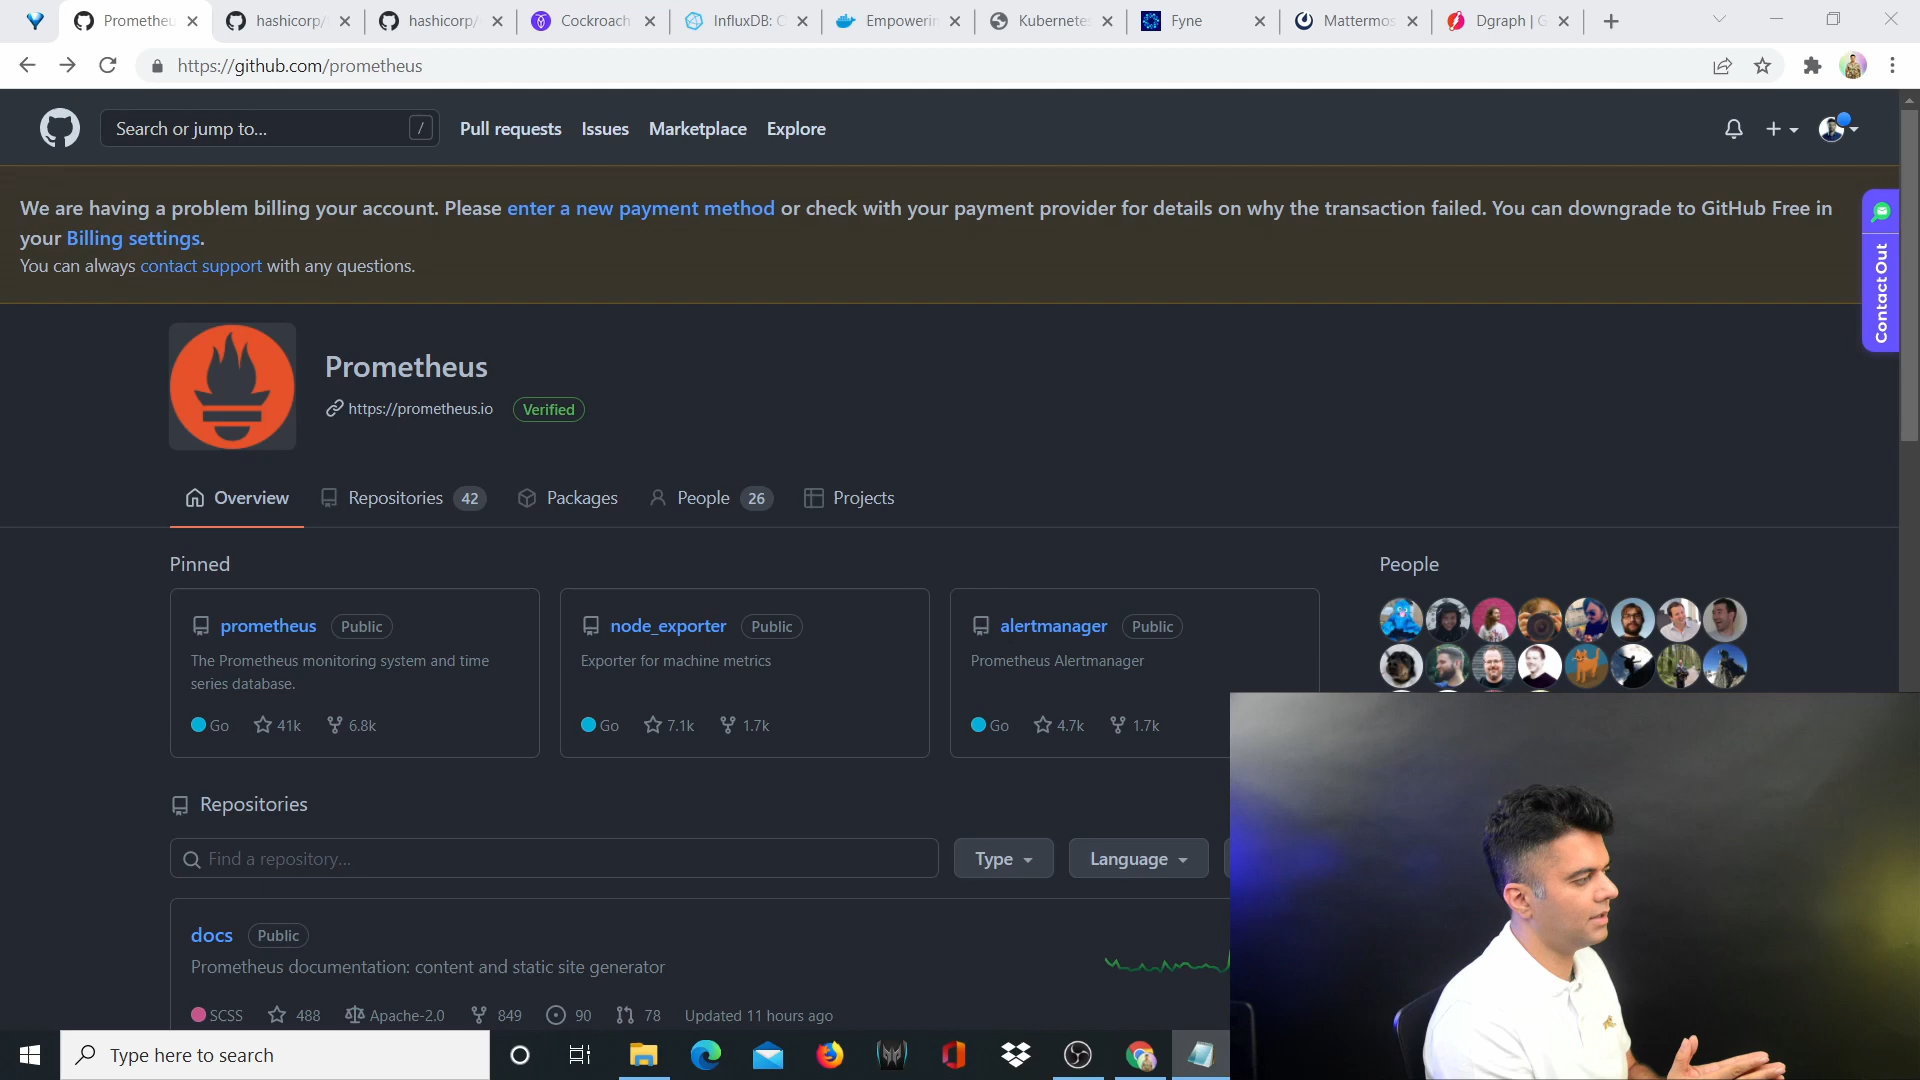 Prometheu
hashicorp/
hashicorp/
Cockroach
InfluxDB: O
Empowerin
Kubernetes
Fyne
Mattermos
Dgraph | G
https://github.com/prometheus
Search or jump to...
/
Pull requests
Issues
Marketplace
Explore
We are having a problem billing your account. Please enter a new payment method or check with your payment provider for details on why the transaction failed. You can downgrade to GitHub Free in
your Billing settings.
You can always contact support with any questions.
ContactOut
Prometheus
https://prometheus.io
Verified
Overview
Repositories 42
Packages
People 26
Projects
Pinned
People
prometheus Public
The Prometheus monitoring system and time
series database.
Go 41k 6.8k
node_exporter Public
Exporter for machine metrics
Go 7.1k 1.7k
alertmanager Public
Prometheus Alertmanager
Go 4.7k 1.7k
Repositories
Find a repository...
Type
Language
docs Public
Prometheus documentation: content and static site generator
SCSS 488 Apache-2.0 849 90 78 Updated 11 hours ago
Type here to search